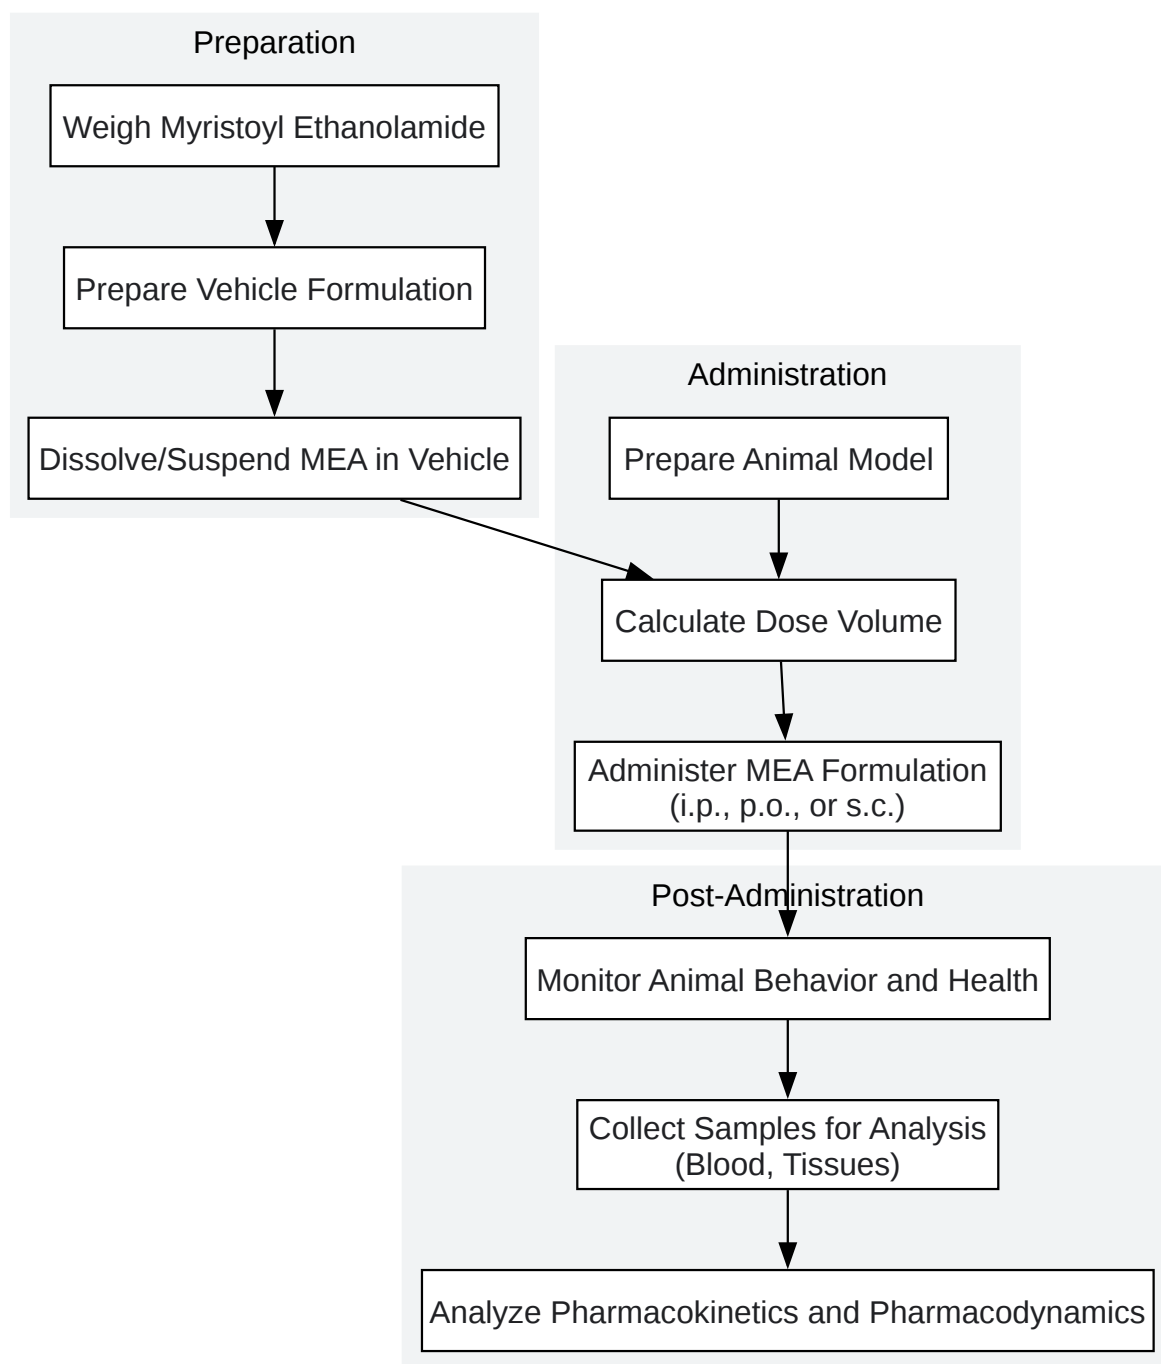 Preparation
Weigh Myristoyl Ethanolamide
Prepare Vehicle Formulation
Dissolve/Suspend MEA in Vehicle
Administration
Prepare Animal Model
Calculate Dose Volume
Administer MEA Formulation
(i.p., p.o., or s.c.)
Post-Administration
Monitor Animal Behavior and Health
Collect Samples for Analysis
(Blood, Tissues)
Analyze Pharmacokinetics and Pharmacodynamics